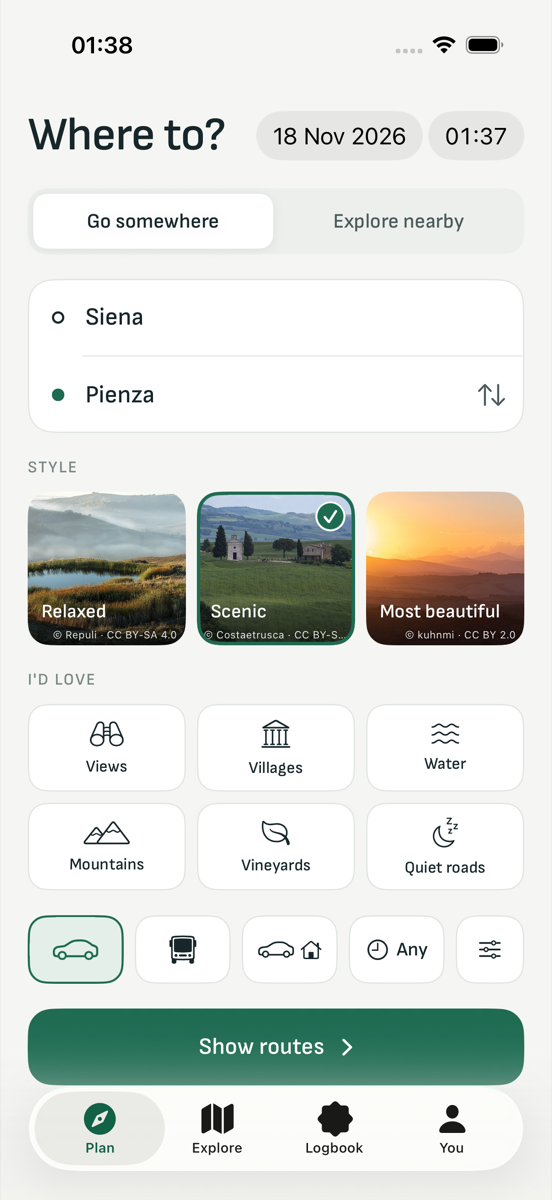 01:38
Where to?
18 Nov 2026
01:37
Go somewhere
Explore nearby
Siena
Pienza
STYLE
Relaxed
© Repuli · CC BY-SA 4.0
Scenic
© Costaetrusca · CC BY-S...
Most beautiful
© kuhnmi · CC BY 2.0
I'D LOVE
Views
Villages
Water
Mountains
Vineyards
Quiet roads
Any
Show routes
Plan
Explore
Logbook
You